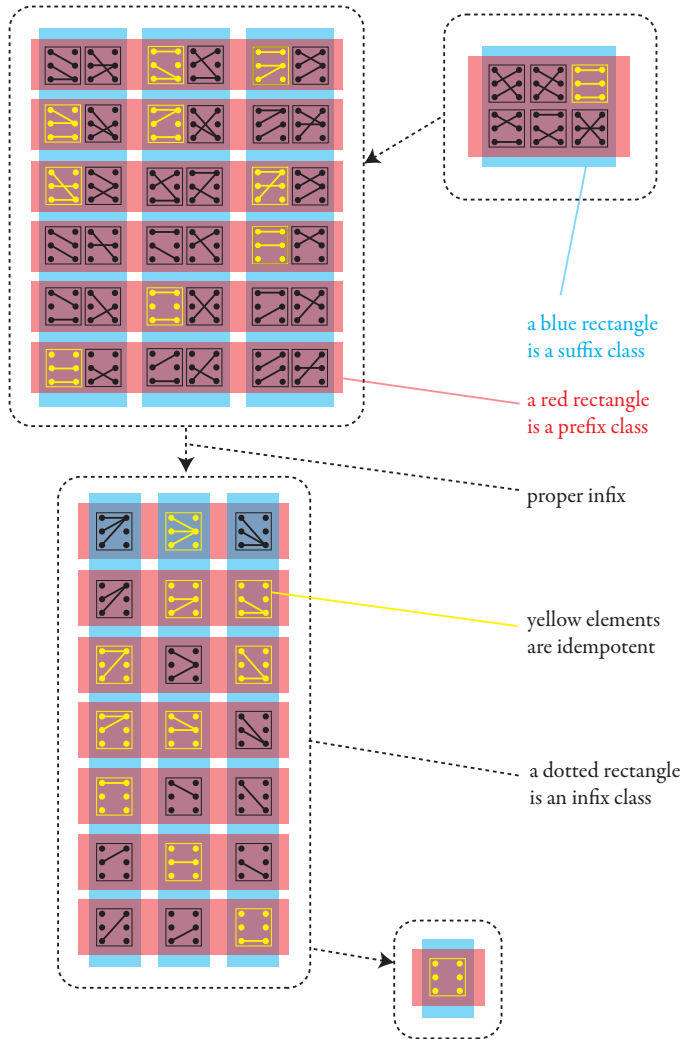 a blue rectangle
is a suffix class
a red rectangle
is a prefix class
proper infix
yellow elements
are idempotent
a dotted rectangle
is an infix class